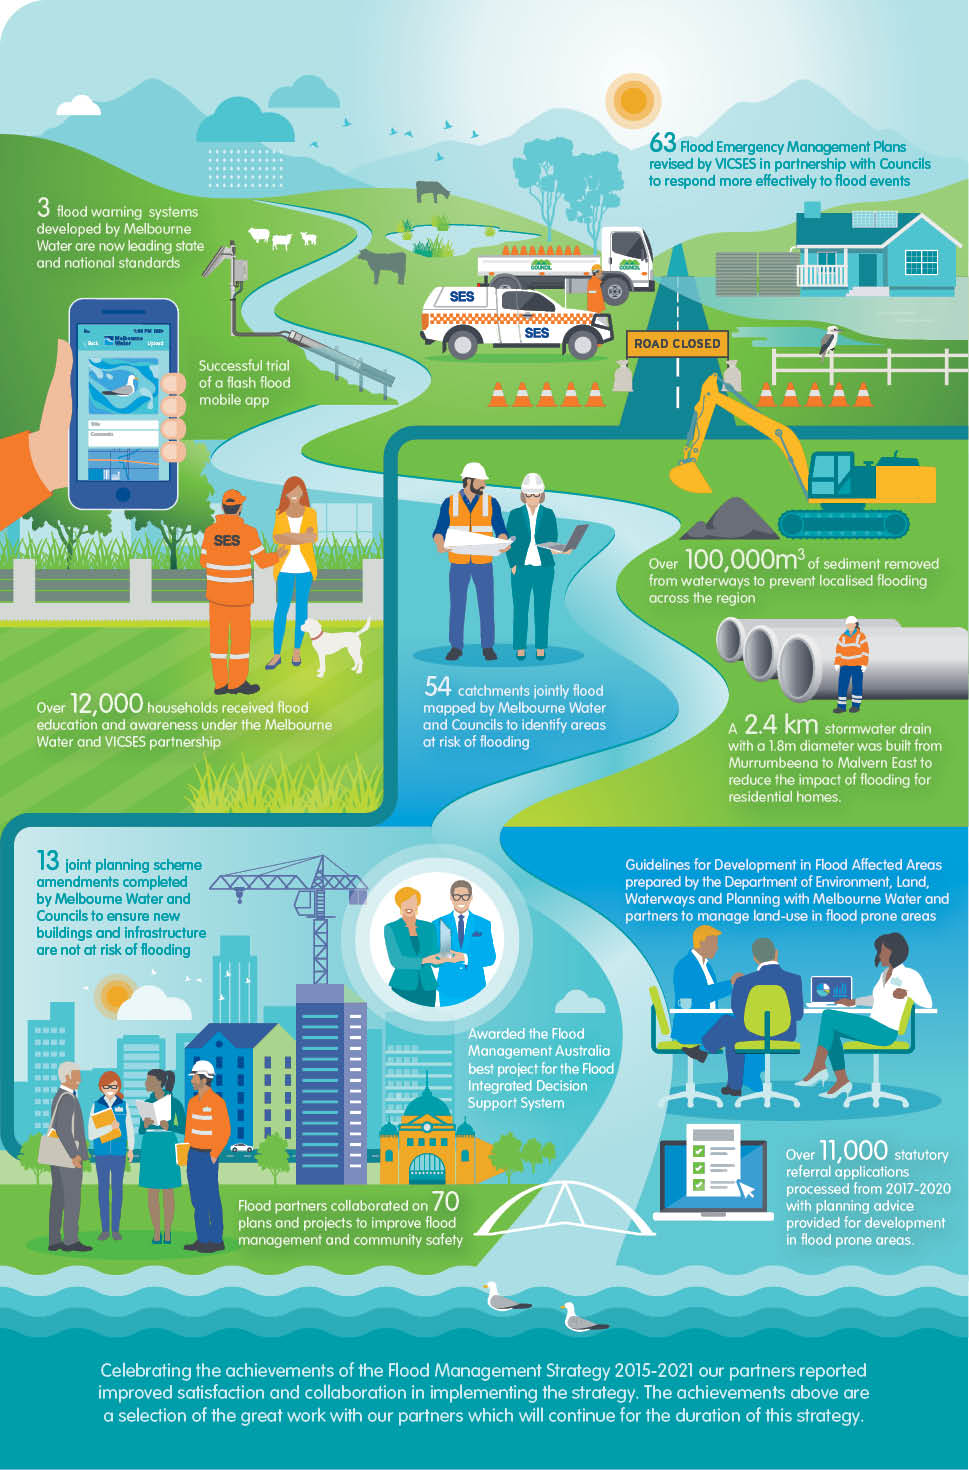 63 Flood Emergency Management Plans
revised by VICSES in partnership with Councils
to respond more effectively to flood events
3 flood warning systems
developed by Melbourne
Water are now leading state
and national standards
COUNCIL
COUNCIL
SES
SES
ROAD CLOSED
Back
Melbourne
Water
Upload
Title
Comments
Successful trial
of a flash flood
mobile app
SES
Over 100,000m³ of sediment removed
from waterways to prevent localised flooding
across the region
Over 12,000 households received flood
education and awareness under the Melbourne
Water and VICSES partnership
54 catchments jointly flood
mapped by Melbourne Water
and Councils to identify areas
at risk of flooding
A 2.4 km stormwater drain
with a 1.8m diameter was built from
Murrumbeena to Malvern East to
reduce the impact of flooding for
residential homes.
13 joint planning scheme
amendments completed
by Melbourne Water and
Councils to ensure new
buildings and infrastructure
are not at risk of flooding
Guidelines for Development in Flood Affected Areas
prepared by the Department of Environment, Land,
Waterways and Planning with Melbourne Water and
partners to manage land-use in flood prone areas
Awarded the Flood
Management Australia
best project for the Flood
Integrated Decision
Support System
Over 11,000 statutory
referral applications
processed from 2017-2020
with planning advice
provided for development
in flood prone areas.
Flood partners collaborated on 70
plans and projects to improve flood
management and community safety
Celebrating the achievements of the Flood Management Strategy 2015-2021 our partners reported
improved satisfaction and collaboration in implementing the strategy. The achievements above are
a selection of the great work with our partners which will continue for the duration of this strategy.